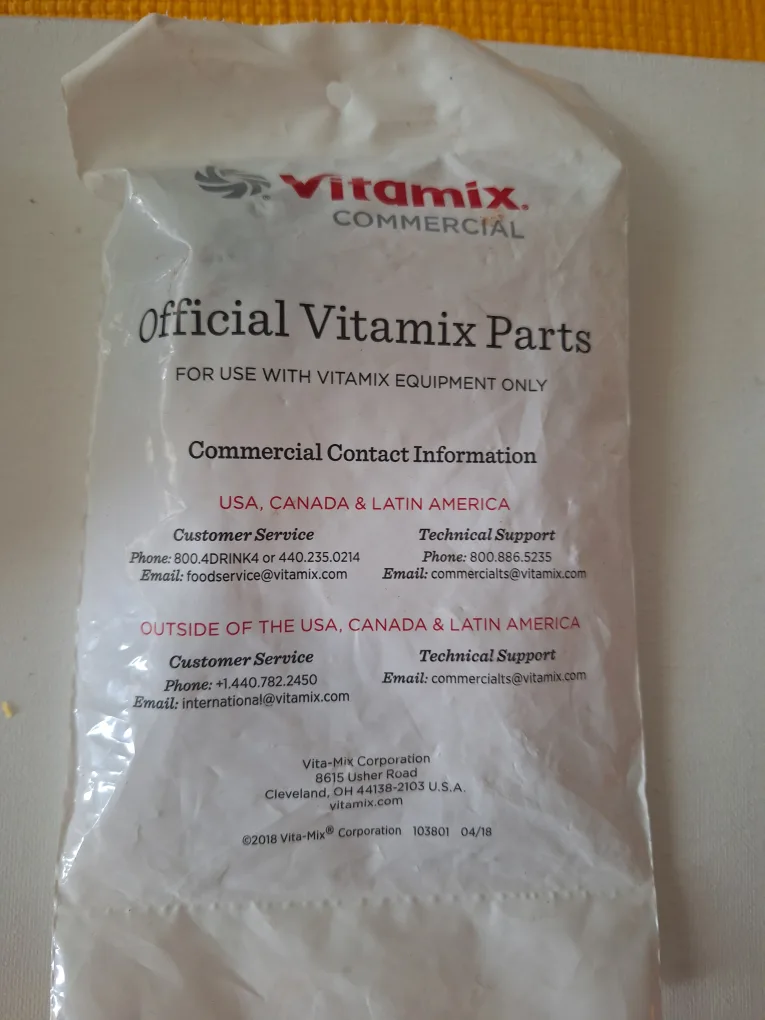 vitamix.
COMMERCIAL
Official Vitamix Parts
FOR USE WITH VITAMIX EQUIPMENT ONLY
Commercial Contact Information
USA, CANADA & LATIN AMERICA
Customer Service
Phone: 800.4DRINK4 or 440.235.0214
Email: foodservice@vitamix.com
Technical Support
Phone: 800.886.5235
Email: commercialts@vitamix.com
OUTSIDE OF THE USA, CANADA & LATIN AMERICA
Customer Service
Phone: +1.440.782.2450
Email: international@vitamix.com
Technical Support
Email: commercialts@vitamix.com
Vita-Mix Corporation
8615 Usher Road
Cleveland, OH 44138-2103 U.S.A.
vitamix.com
©2018 Vita-Mix® Corporation 103801 04/18